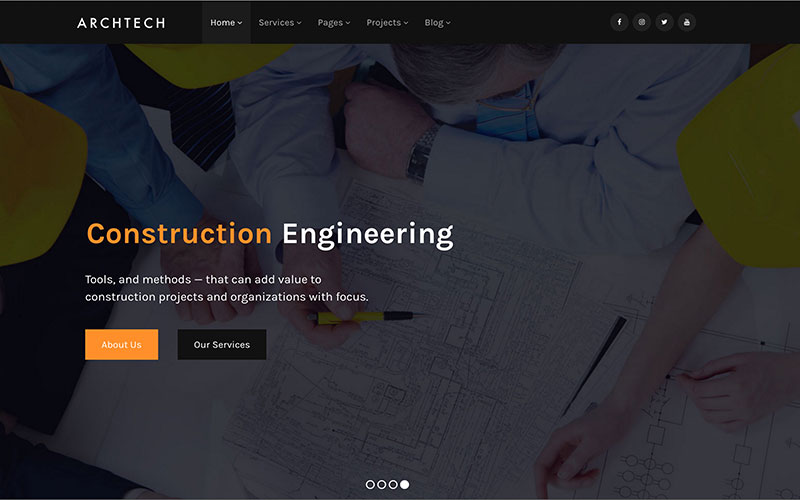 ARCHTECH
Home Services Pages Projects Blog
Construction Engineering
Tools, and methods — that can add value to
construction projects and organizations with focus.
About Us
Our Services